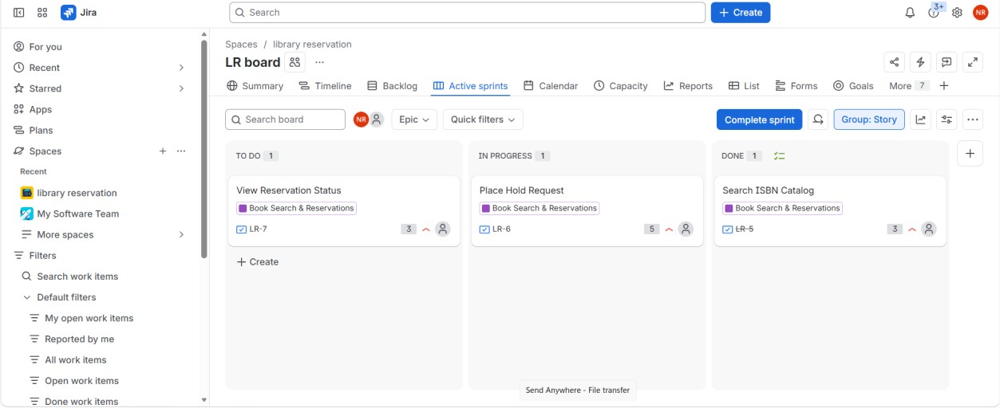 Jira
Search
+ Create
3+
NR
For you
Recent
Starred
Apps
Plans
Spaces
Recent
library reservation
My Software Team
More spaces
Filters
Search work items
Default filters
My open work items
Reported by me
All work items
Open work items
Done work items
Spaces / library reservation
LR board
Summary Timeline Backlog Active sprints Calendar Capacity Reports List Forms Goals More 7
Search board NR Epic Quick filters Complete sprint Group: Story
TO DO 1
View Reservation Status
Book Search & Reservations
LR-7 3
+ Create
IN PROGRESS 1
Place Hold Request
Book Search & Reservations
LR-6 5
DONE 1
Search ISBN Catalog
Book Search & Reservations
LR-5 3
Send Anywhere - File transfer